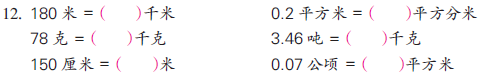 12. 180 米 = (    )千米    0.2 平方米 = (    )平方分米
78 克 = (    )千克    3.46 吨 = (    )千克
150 厘米 = (    )米    0.07 公顷 = (    )平方米